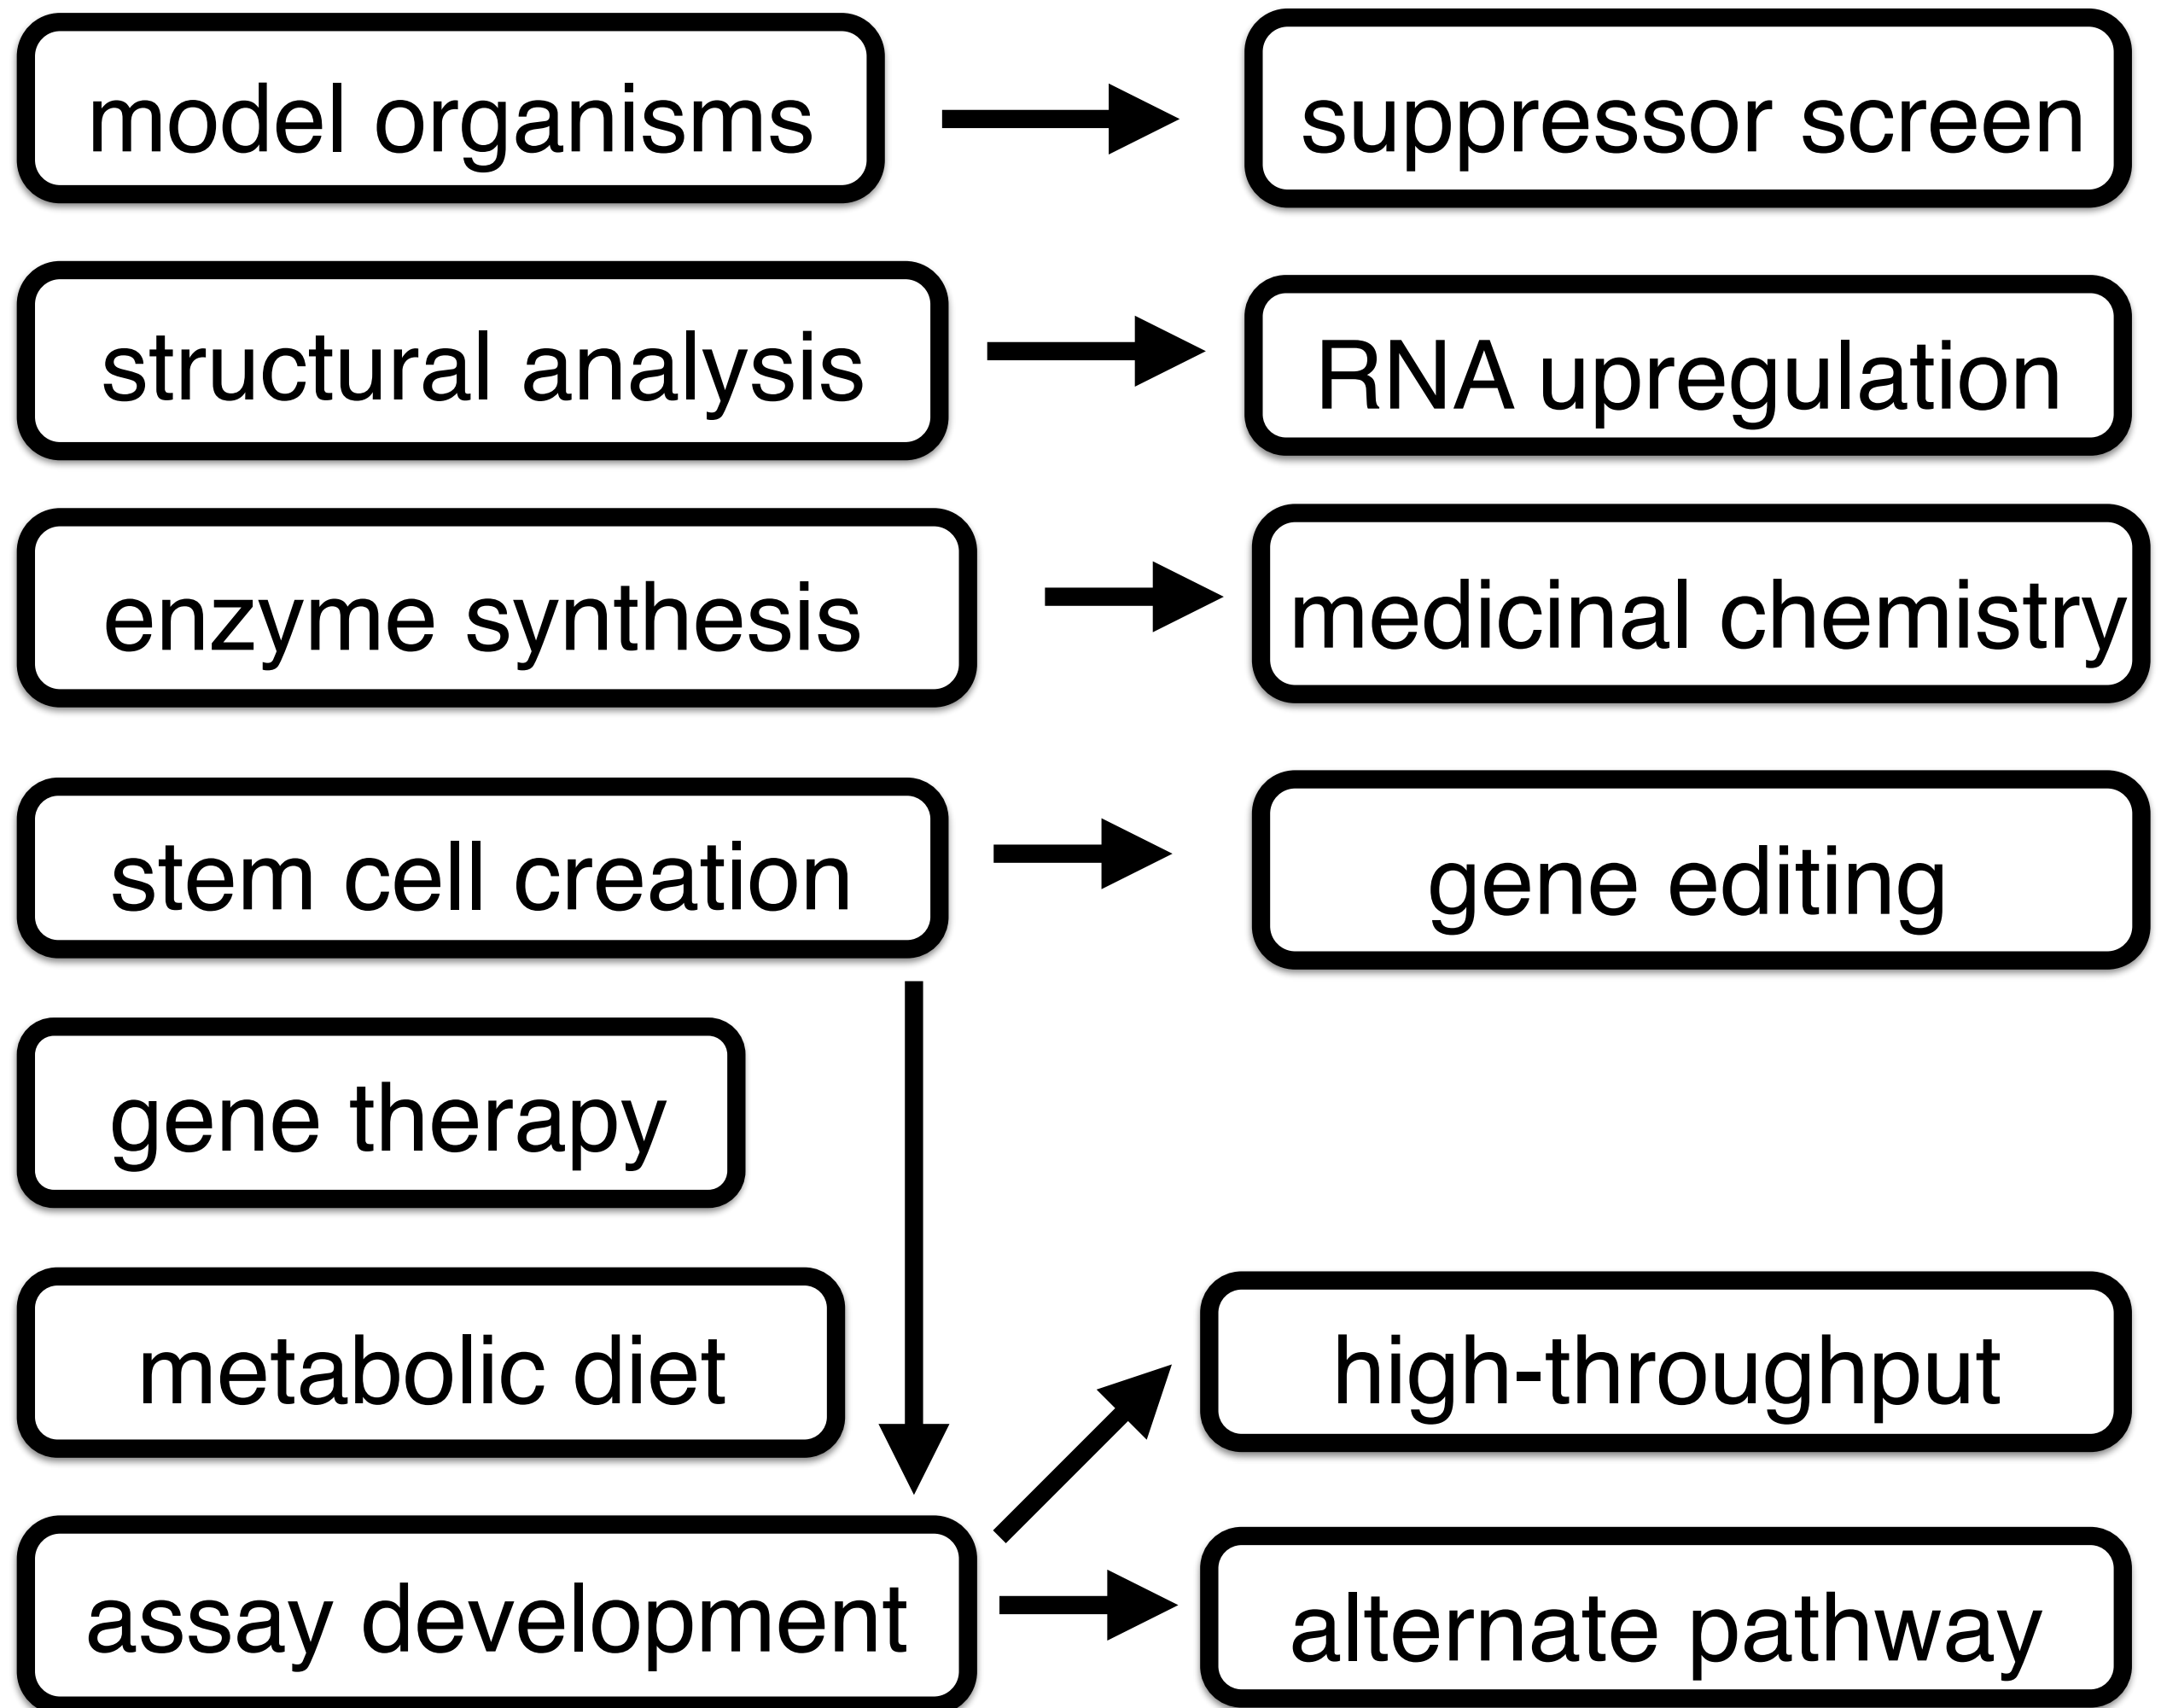 model organisms
suppressor screen
structural analysis
RNA upregulation
enzyme synthesis
medicinal chemistry
stem cell creation
gene editing
gene therapy
metabolic diet
high-throughput
assay development
alternate pathway